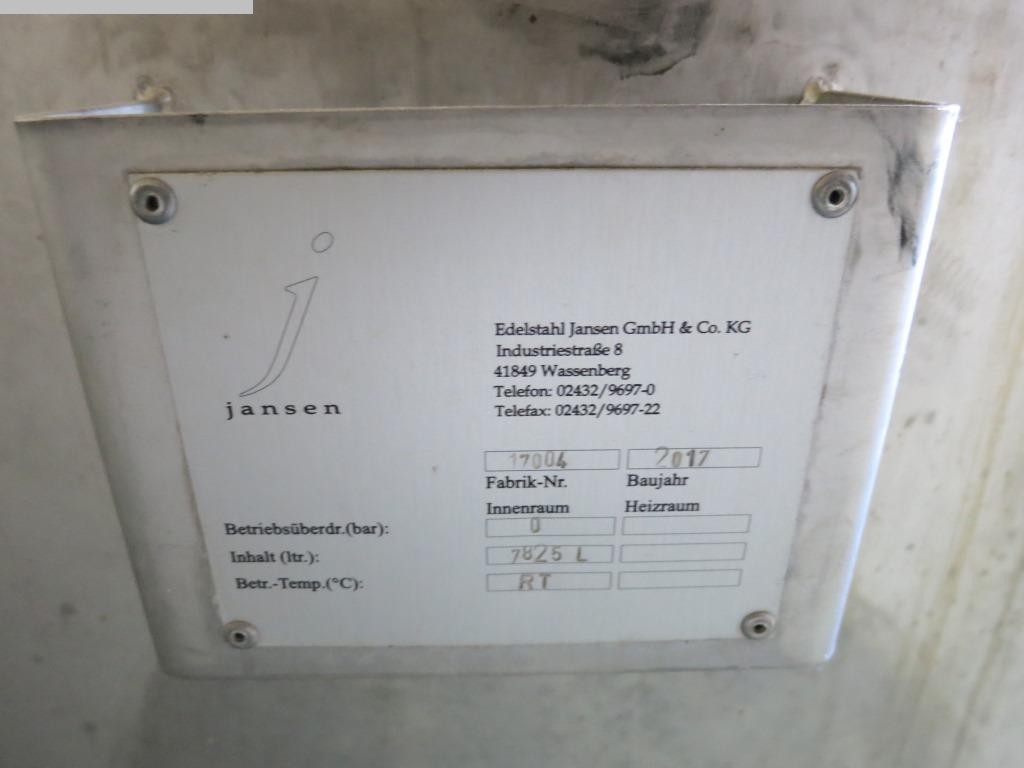 j
jansen
Edelstahl Jansen GmbH & Co. KG
Industriestraße 8
41849 Wassenberg
Telefon: 02432/9697-0
Telefax: 02432/9697-22
17004 2017
Fabrik-Nr. Baujahr
Innenraum Heizraum
Betriebsüberdr.(bar): 0
Inhalt (ltr.): 7825 L
Betr.-Temp.(°C): RT